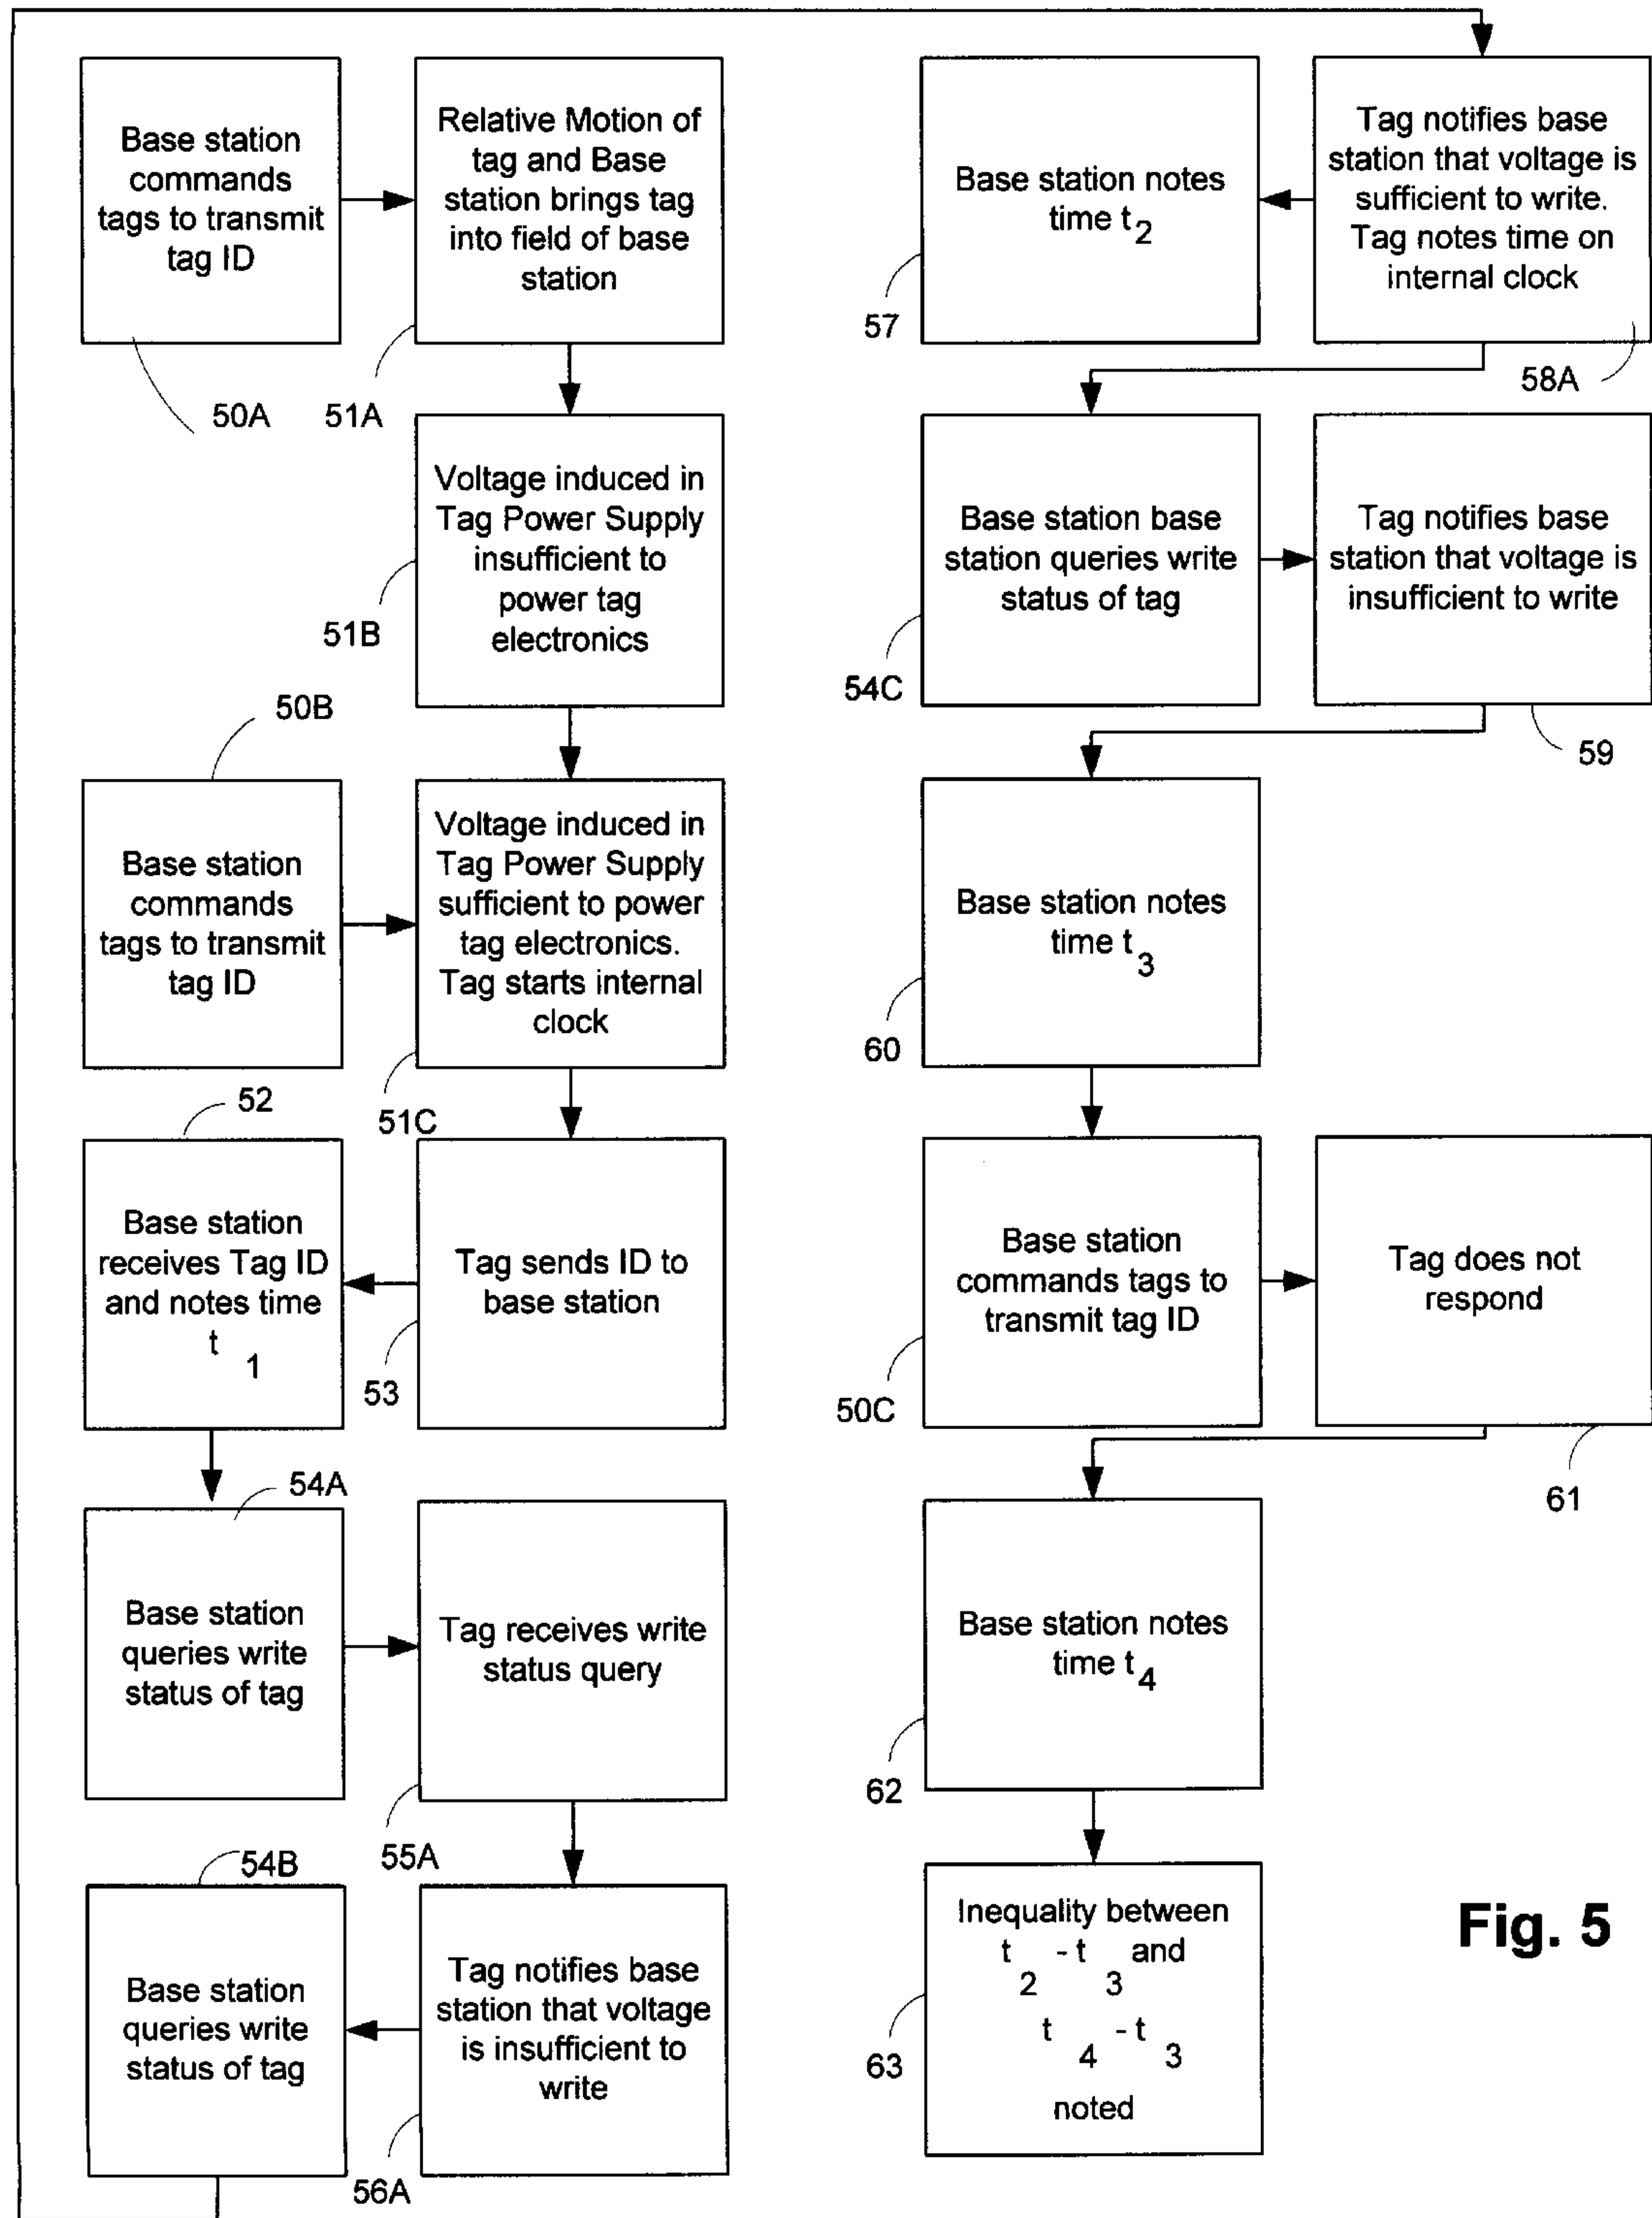 Base station
commands
tags to transmit
tag ID
50A
Relative Motion of
tag and Base
station brings tag
into field of base
station
51A
Voltage induced in
Tag Power Supply
insufficient to
power tag
electronics
51B
50B
Base station
commands
tags to transmit
tag ID
Voltage induced in
Tag Power Supply
sufficient to power
tag electronics.
Tag starts internal
clock
51C
52
Base station
receives Tag ID
and notes time
t 1
Tag sends ID to
base station
53
54A
Base station
queries write
status of tag
Tag receives write
status query
55A
54B
Base station
queries write
status of tag
Tag notifies base
station that voltage
is insufficient to
write
56A
Base station notes
time t2
57
Tag notifies base
station that voltage is
sufficient to write.
Tag notes time on
internal clock
58A
Base station base
station queries write
status of tag
54C
Tag notifies base
station that voltage is
insufficient to write
59
Base station notes
time t3
60
Base station
commands tags to
transmit tag ID
50C
Tag does not
respond
61
Base station notes
time t4
62
Inequality between
t2 - t3 and
t4 - t3
noted
63
Fig. 5